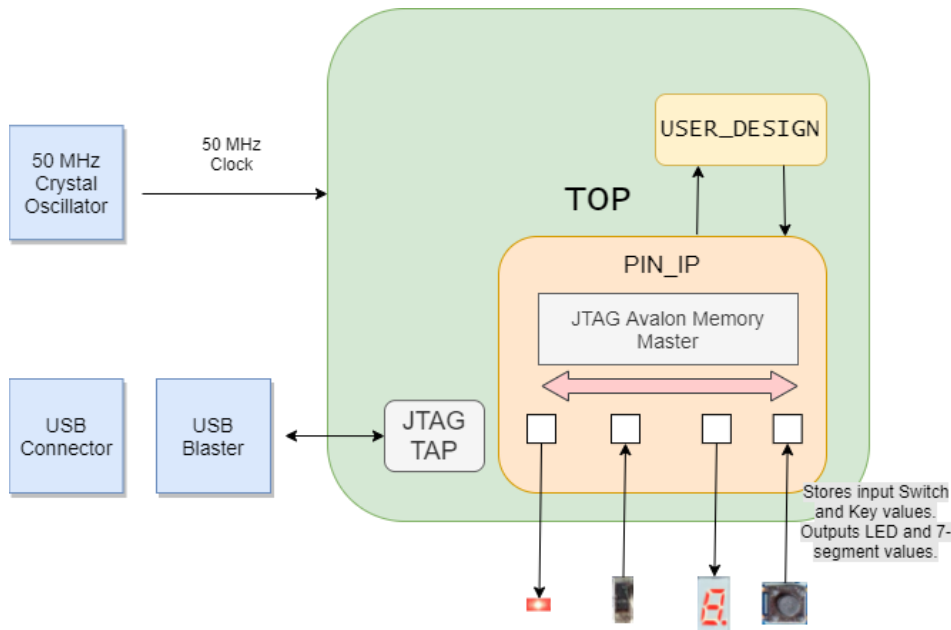 50 MHz
Crystal
Oscillator
50 MHz
Clock
USER_DESIGN
TOP
PIN_IP
JTAG Avalon Memory
Master
USB
Connector
USB
Blaster
JTAG
TAP
Stores input Switch
and Key values.
Outputs LED and 7-
segment values.